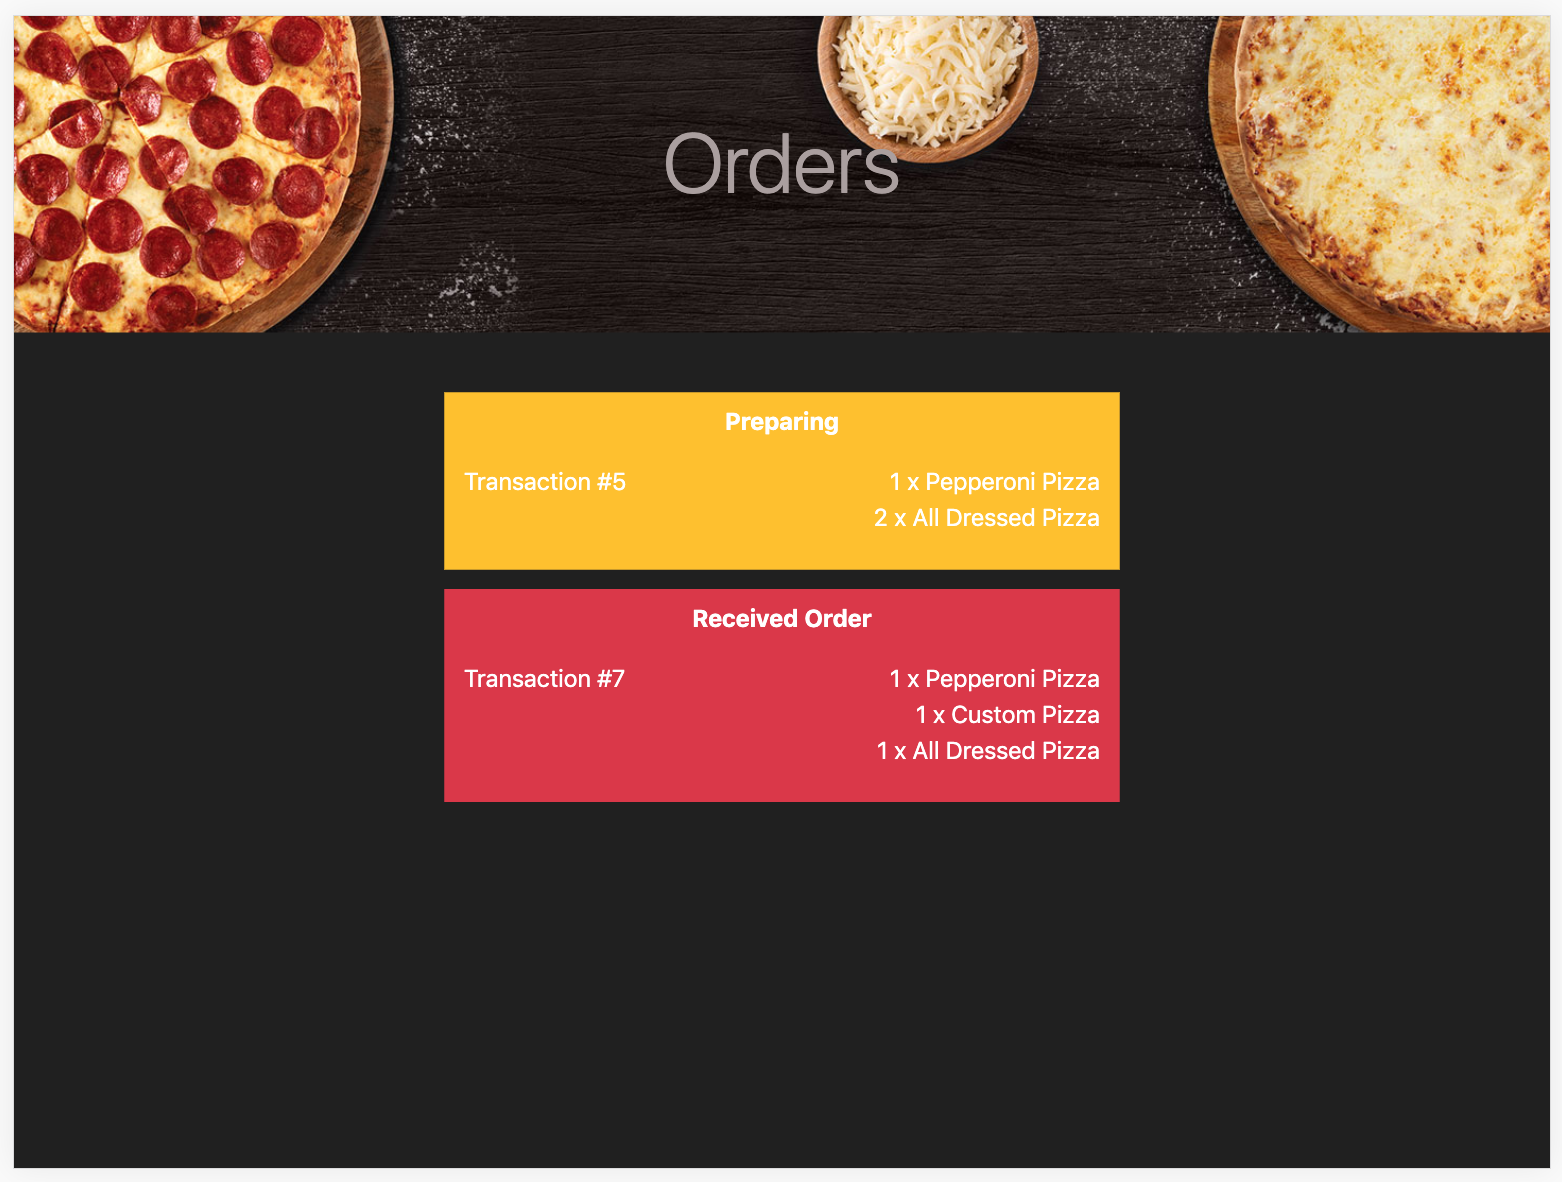 Orders
Preparing
Transaction #5 1 x Pepperoni Pizza
2 x All Dressed Pizza
Received Order
Transaction #7 1 x Pepperoni Pizza
1 x Custom Pizza
1 x All Dressed Pizza